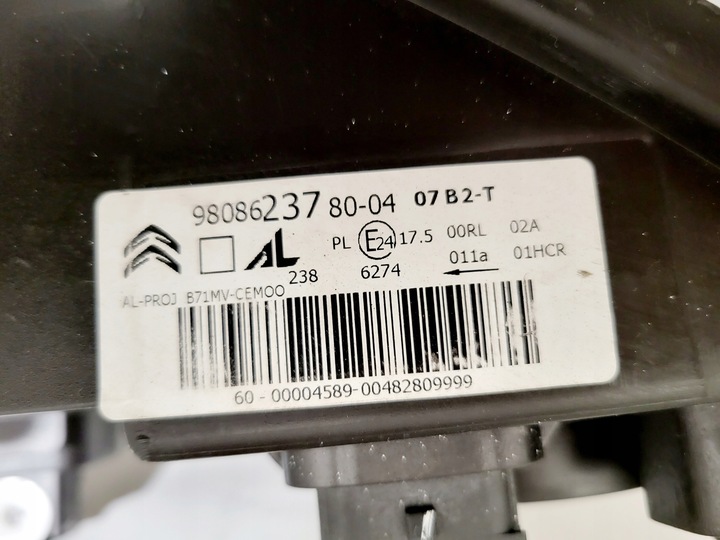 98086237 80-04 07 B 2-T
AL PL E24 17.5 00RL 02A
238 6274 011a 01HCR
AL-PROJ B71MV-CEMOO
60 - 00004589-00482809999